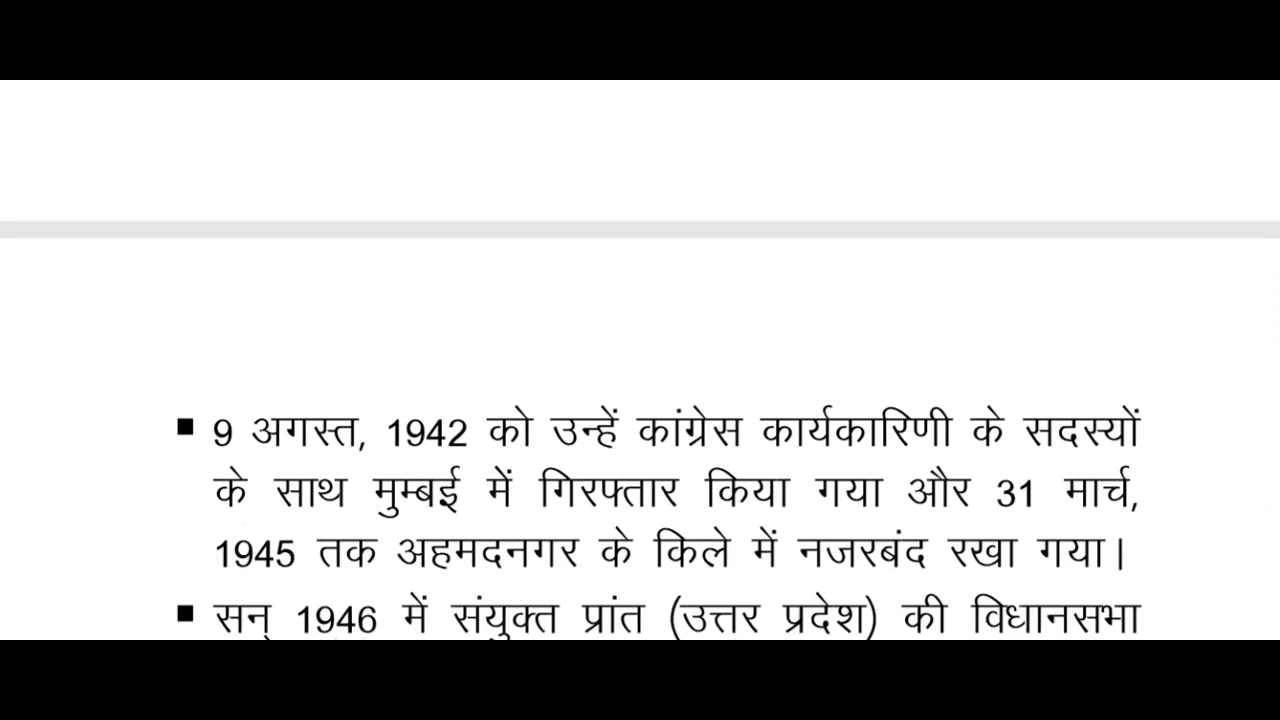 ▪ 9 अगस्त, 1942 को उन्हें कांग्रेस कार्यकारिणी के सदस्यों
के साथ मुम्बई में गिरफ्तार किया गया और 31 मार्च,
1945 तक अहमदनगर के किले में नजरबंद रखा गया।
▪ सन् 1946 में संयुक्त प्रांत (उत्तर प्रदेश) की विधानसभा